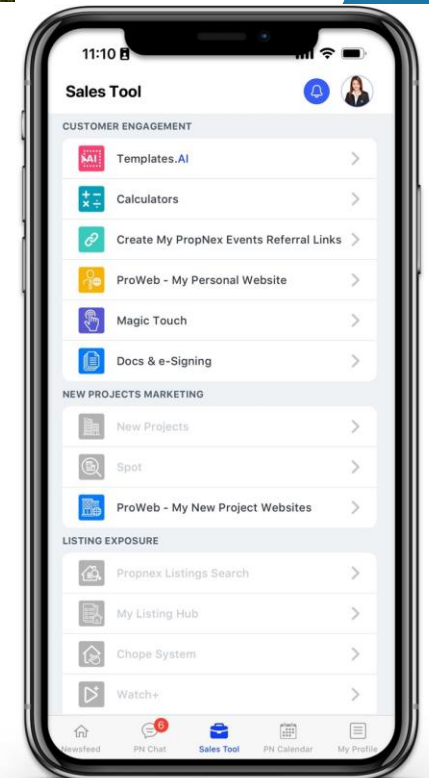 11:10
Sales Tool
CUSTOMER ENGAGEMENT
AI
Templates.AI
Calculators
Create My PropNex Events Referral Links
ProWeb - My Personal Website
Magic Touch
Docs & e-Signing
NEW PROJECTS MARKETING
New Projects
Spot
ProWeb - My New Project Websites
LISTING EXPOSURE
Propnex Listings Search
My Listing Hub
Chope System
Watch+
6
Newsfeed PN Chat Sales Tool PN Calendar My Profile